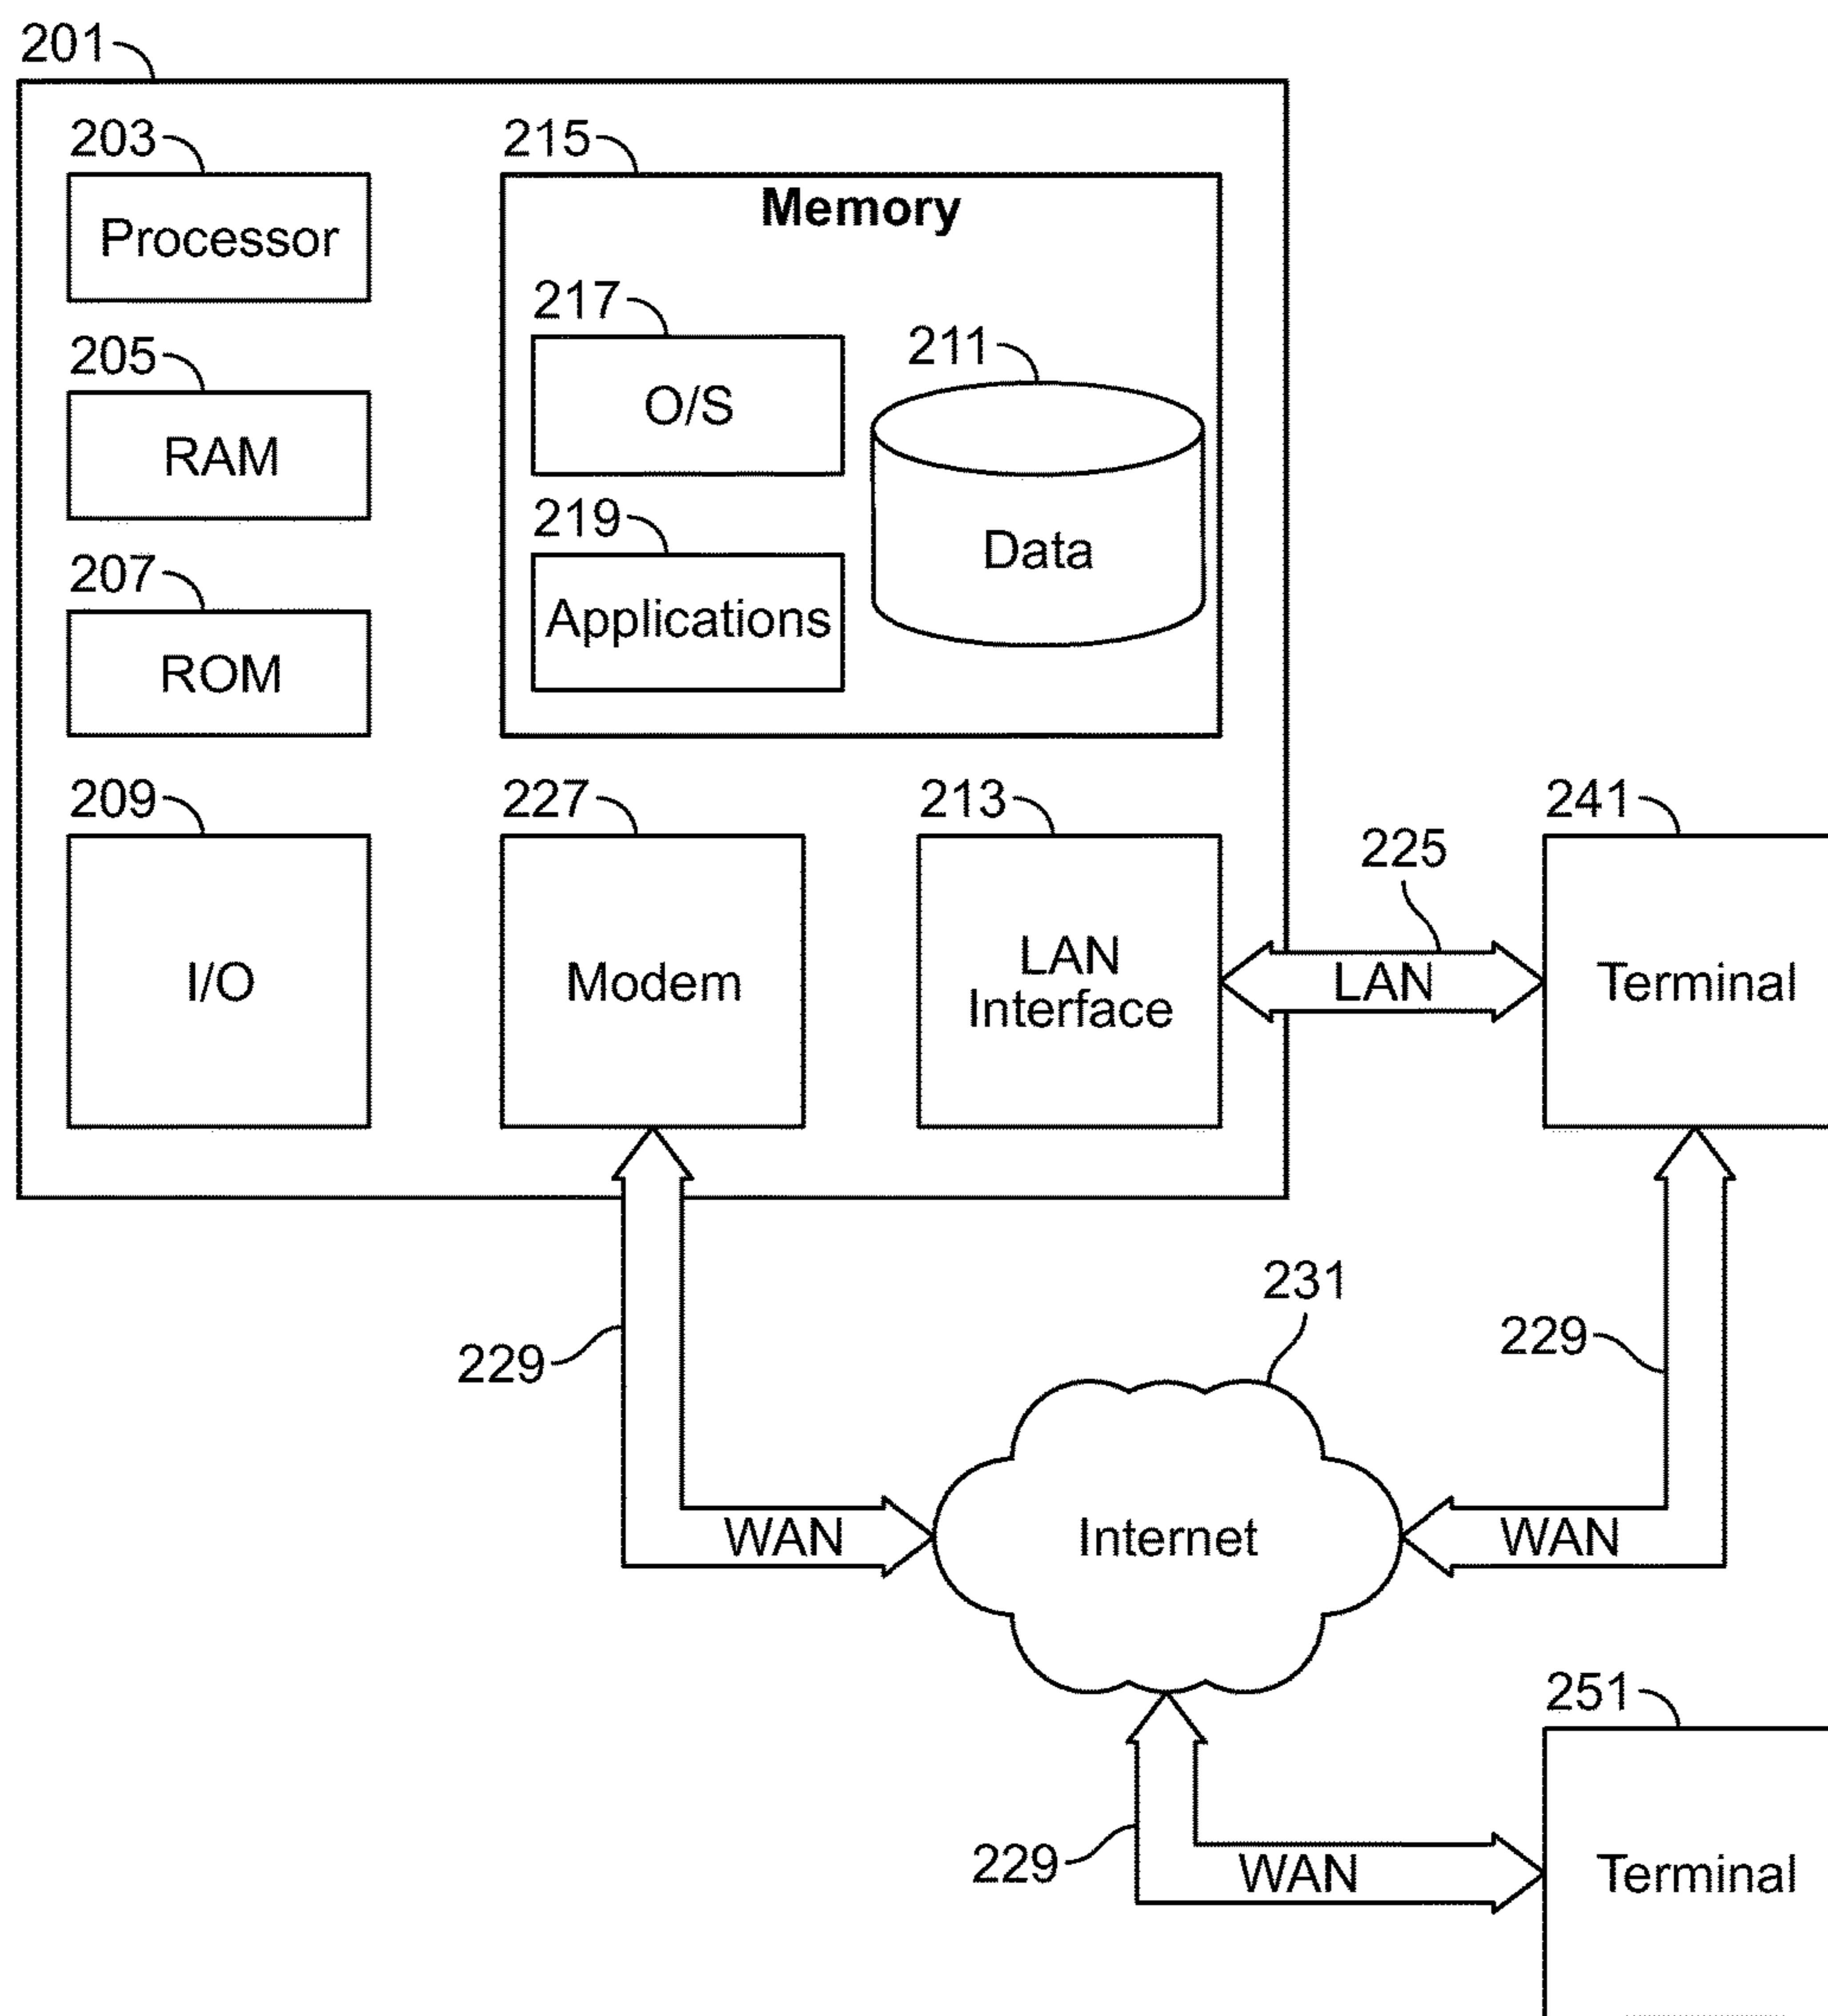 201
203
Processor
215
Memory
217
O/S
211
Data
205
RAM
219
Applications
207
ROM
209
I/O
227
Modem
213
LAN
Interface
225
LAN
241
Terminal
229
WAN
231
Internet
229
WAN
229
WAN
251
Terminal